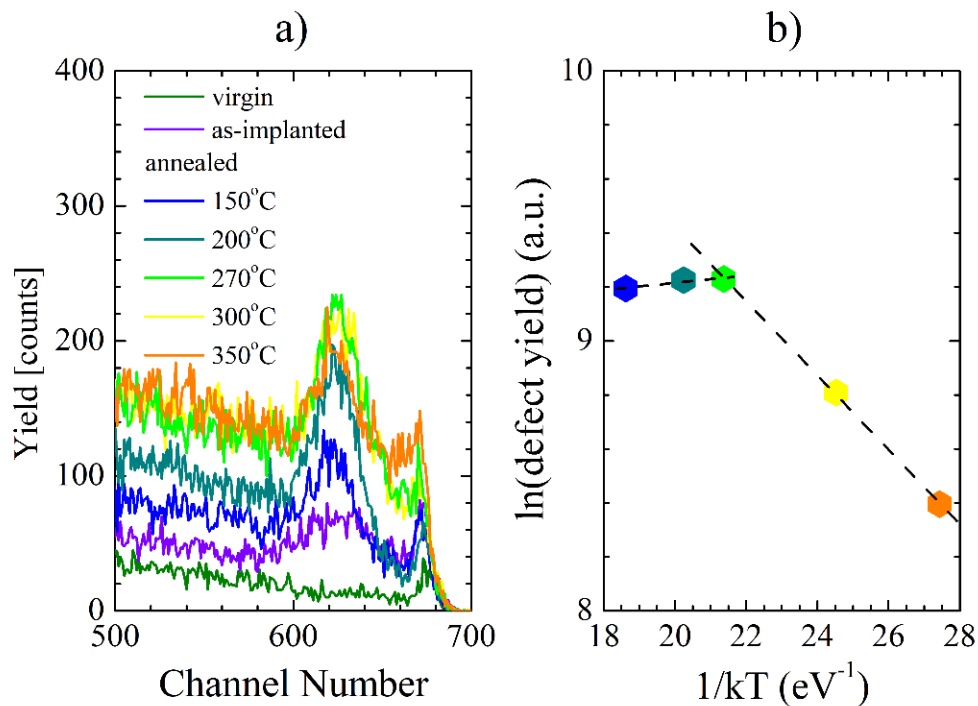 a)
400
300
200
100
0
500
600
700
Yield [counts]
Channel Number
virgin
as-implanted
annealed
150°C
200°C
270°C
300°C
350°C
b)
10
9
8
18 20 22 24 26 28
ln(defect yield) (a.u.)
1/kT (eV⁻¹)